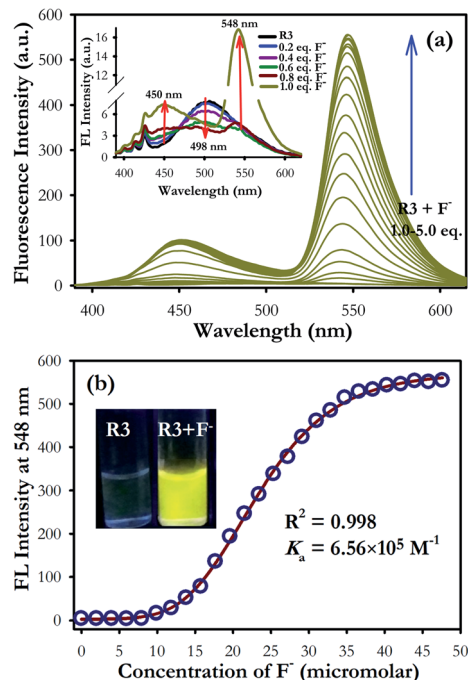 (a)
Fluorescence Intensity (a.u.)
600
500
400
300
200
100
0
FL Intensity (a.u.)
16
12
9
6
3
0
548 nm
R3
0.2 eq. F⁻
0.4 eq. F⁻
0.6 eq. F⁻
0.8 eq. F⁻
1.0 eq. F⁻
450 nm
498 nm
400 450 500 550 600
Wavelength (nm)
R3 + F⁻
1.0-5.0 eq.
400 450 500 550 600
Wavelength (nm)
(b)
FL Intensity at 548 nm
600
500
400
300
200
100
0
R3 R3+F⁻
R² = 0.998
Kₐ = 6.56×10⁵ M⁻¹
0 5 10 15 20 25 30 35 40 45 50
Concentration of F⁻ (micromolar)